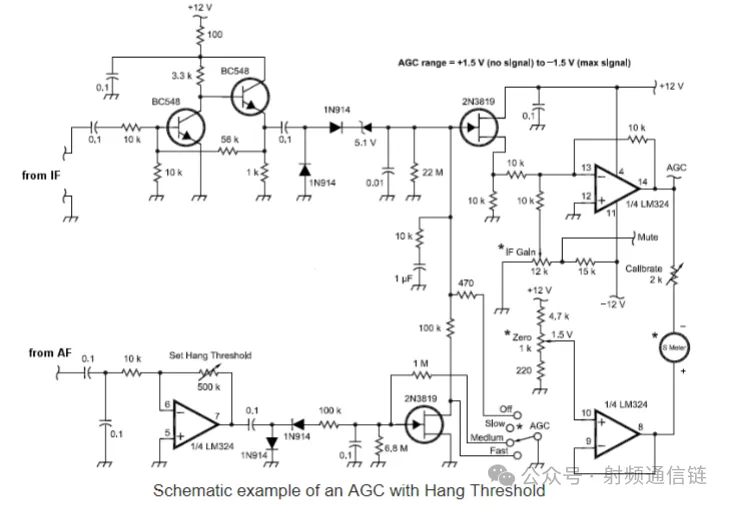 +12 V
100
AGC range = +1.5 V (no signal) to –1.5 V (max signal)
3.3 k
0.1
BC548
BC548
1N914
2N3819
+12 V
0.1
10 k
0.1
10 k
56 k
0.1
5.1 V
10 k
4
13
14
AGC
from IF
10 k
1 k
1N914
0.01
22 M
10 k
10 k
12
11
1/4 LM324
Mute
10 k
* IF Gain
12 k
15 k
Calibrate
2 k
1 µF
470
+12 V
–12 V
4.7 k
100 k
* Zero
1 k
1.5 V
from AF
0.1
10 k
Set Hang Threshold
500 k
220
*
–
S Meter
+
1 M
1/4 LM324
6
7
0.1
1N914
100 k
2N3819
Off
Slow
*
AGC
Medium
Fast
10
8
9
0.1
5
1/4 LM324
1N914
0.1
6.8 M
公众号 · 射频通信链
Schematic example of an AGC with Hang Threshold